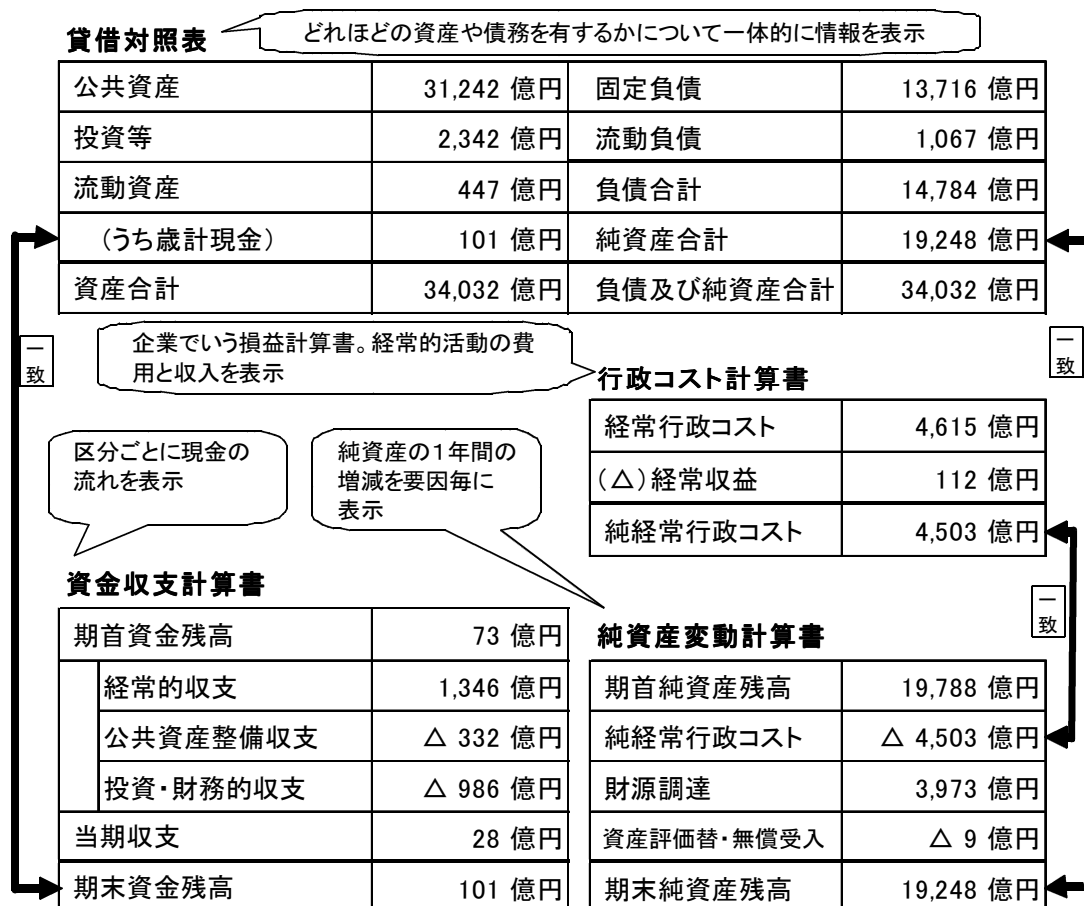 貸借対照表
どれほどの資産や債務を有するかについて一体的に情報を表示
公共資産 31,242 億円 固定負債 13,716 億円
投資等 2,342 億円 流動負債 1,067 億円
流動資産 447 億円 負債合計 14,784 億円
(うち歳計現金) 101 億円 純資産合計 19,248 億円
資産合計 34,032 億円 負債及び純資産合計 34,032 億円
一致
一致
企業でいう損益計算書。経常的活動の費
用と収入を表示
行政コスト計算書
経常行政コスト 4,615 億円
(△)経常収益 112 億円
純経常行政コスト 4,503 億円
一致
区分ごとに現金の
流れを表示
純資産の1年間の
増減を要因毎に
表示
資金収支計算書
期首資金残高 73 億円
経常的収支 1,346 億円
公共資産整備収支 △ 332 億円
投資・財務的収支 △ 986 億円
当期収支 28 億円
期末資金残高 101 億円
純資産変動計算書
期首純資産残高 19,788 億円
純経常行政コスト △ 4,503 億円
財源調達 3,973 億円
資産評価替・無償受入 △ 9 億円
期末純資産残高 19,248 億円